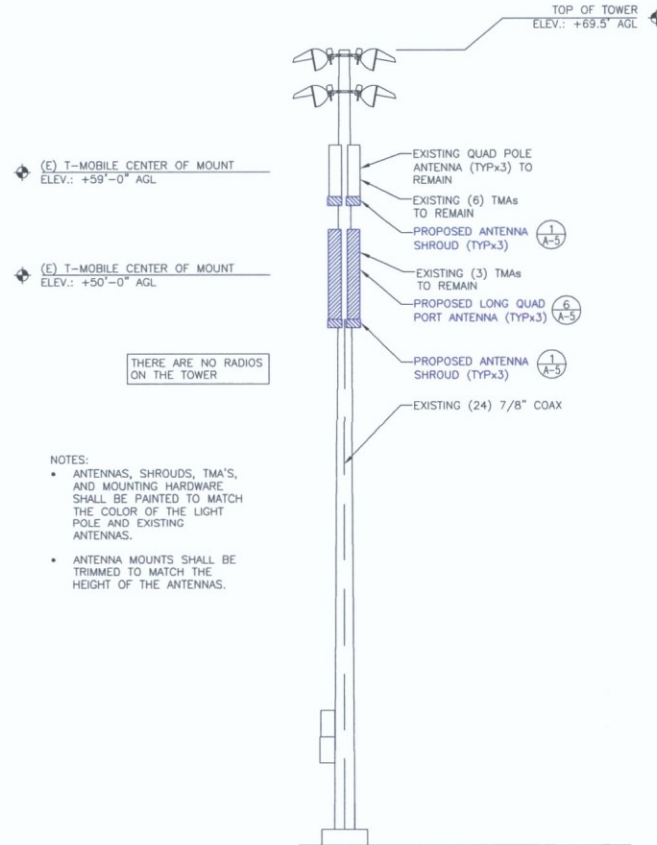 TOP OF TOWER
ELEV.: +69.5' AGL
(E) T-MOBILE CENTER OF MOUNT
ELEV.: +59'-0" AGL
EXISTING QUAD POLE
ANTENNA (TYPx3) TO
REMAIN
EXISTING (6) TMAs
TO REMAIN
PROPOSED ANTENNA
SHROUD (TYPx3)
1
A-5
(E) T-MOBILE CENTER OF MOUNT
ELEV.: +50'-0" AGL
EXISTING (3) TMAs
TO REMAIN
PROPOSED LONG QUAD
PORT ANTENNA (TYPx3)
6
A-5
THERE ARE NO RADIOS
ON THE TOWER
PROPOSED ANTENNA
SHROUD (TYPx3)
1
A-5
EXISTING (24) 7/8" COAX
NOTES:
• ANTENNAS, SHROUDS, TMA'S,
AND MOUNTING HARDWARE
SHALL BE PAINTED TO MATCH
THE COLOR OF THE LIGHT
POLE AND EXISTING
ANTENNAS.
• ANTENNA MOUNTS SHALL BE
TRIMMED TO MATCH THE
HEIGHT OF THE ANTENNAS.